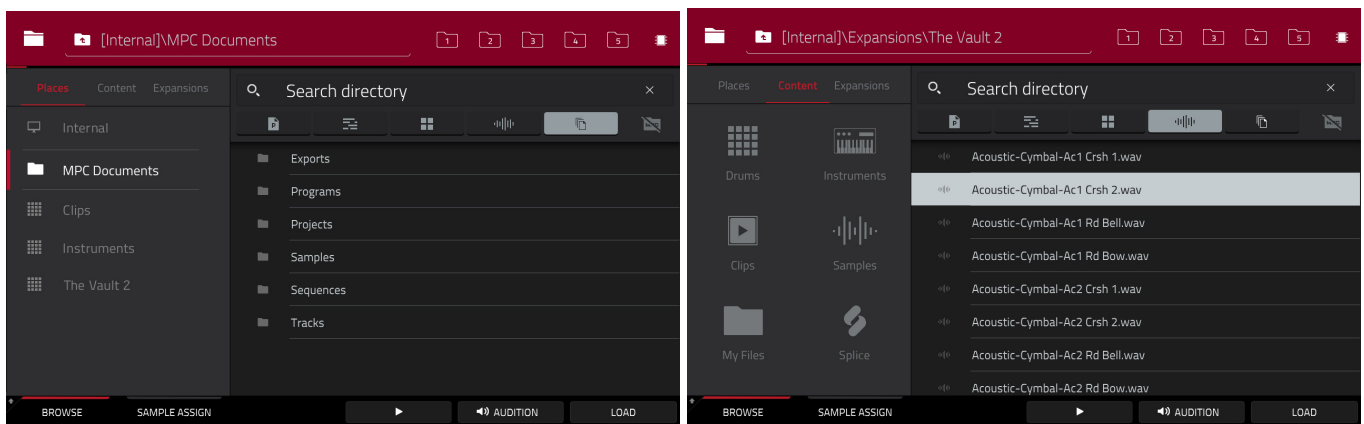 [Internal]\MPC Documents
1 2 3 4 5
Places Content Expansions
Search directory
Internal
P
MPC Documents
Clips
Instruments
The Vault 2
Exports
Programs
Projects
Samples
Sequences
Tracks
BROWSE SAMPLE ASSIGN AUDITION LOAD
[Internal]\Expansions\The Vault 2
1 2 3 4 5
Places Content Expansions
Search directory
P
Drums Instruments
Clips Samples
My Files Splice
Acoustic-Cymbal-Ac1 Crsh 1.wav
Acoustic-Cymbal-Ac1 Crsh 2.wav
Acoustic-Cymbal-Ac1 Rd Bell.wav
Acoustic-Cymbal-Ac1 Rd Bow.wav
Acoustic-Cymbal-Ac2 Crsh 1.wav
Acoustic-Cymbal-Ac2 Crsh 2.wav
Acoustic-Cymbal-Ac2 Rd Bell.wav
Acoustic-Cymbal-Ac2 Rd Bow.wav
BROWSE SAMPLE ASSIGN AUDITION LOAD